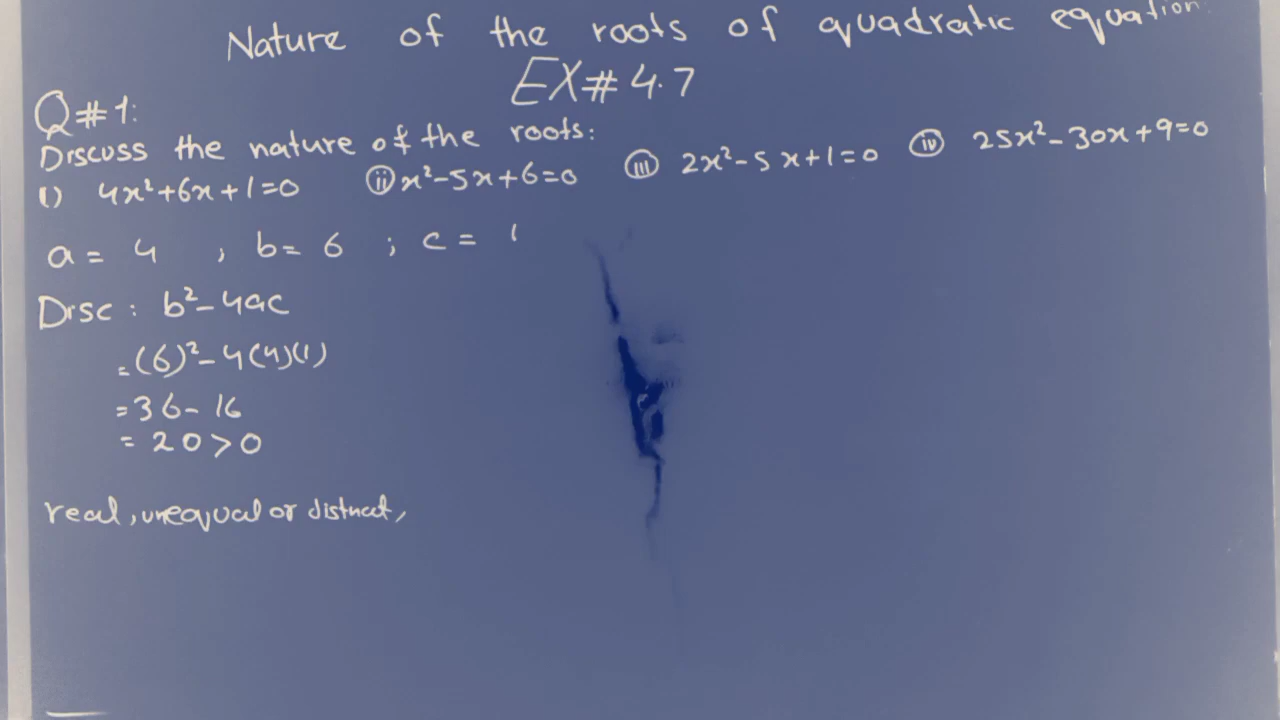 Nature of the roots of quadratic equation
EX# 4.7
Q#1:
Discuss the nature of the roots:
i) 4x²+6x+1=0 ⓘⓘ x²-5x+6=0 ⓘⓘⓘ 2x²-5x+1=0 ⓘⓥ 25x²-30x+9=0
a = 4 , b= 6 ; c = 1
Disc : b²-4ac
=(6)²-4(4)(1)
=36-16
= 20>0
real, unequal or distinct,